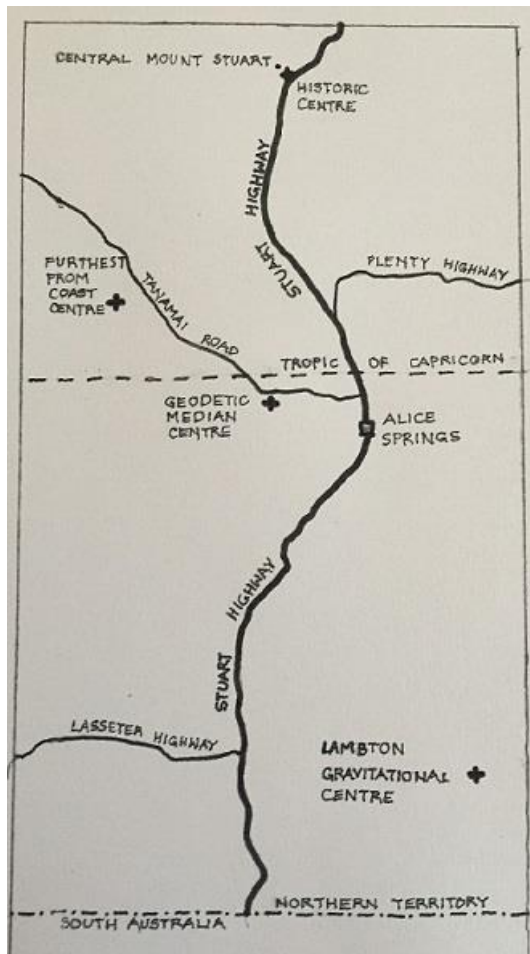 CENTRAL MOUNT STUART
HISTORIC
CENTRE
STUART HIGHWAY
PLENTY HIGHWAY
FURTHEST
FROM
COAST
CENTRE
TANAMAI ROAD
TROPIC OF CAPRICORN
GEODETIC
MEDIAN
CENTRE
ALICE
SPRINGS
STUART HIGHWAY
LASSETER HIGHWAY
LAMBTON
GRAVITATIONAL
CENTRE
NORTHERN TERRITORY
SOUTH AUSTRALIA